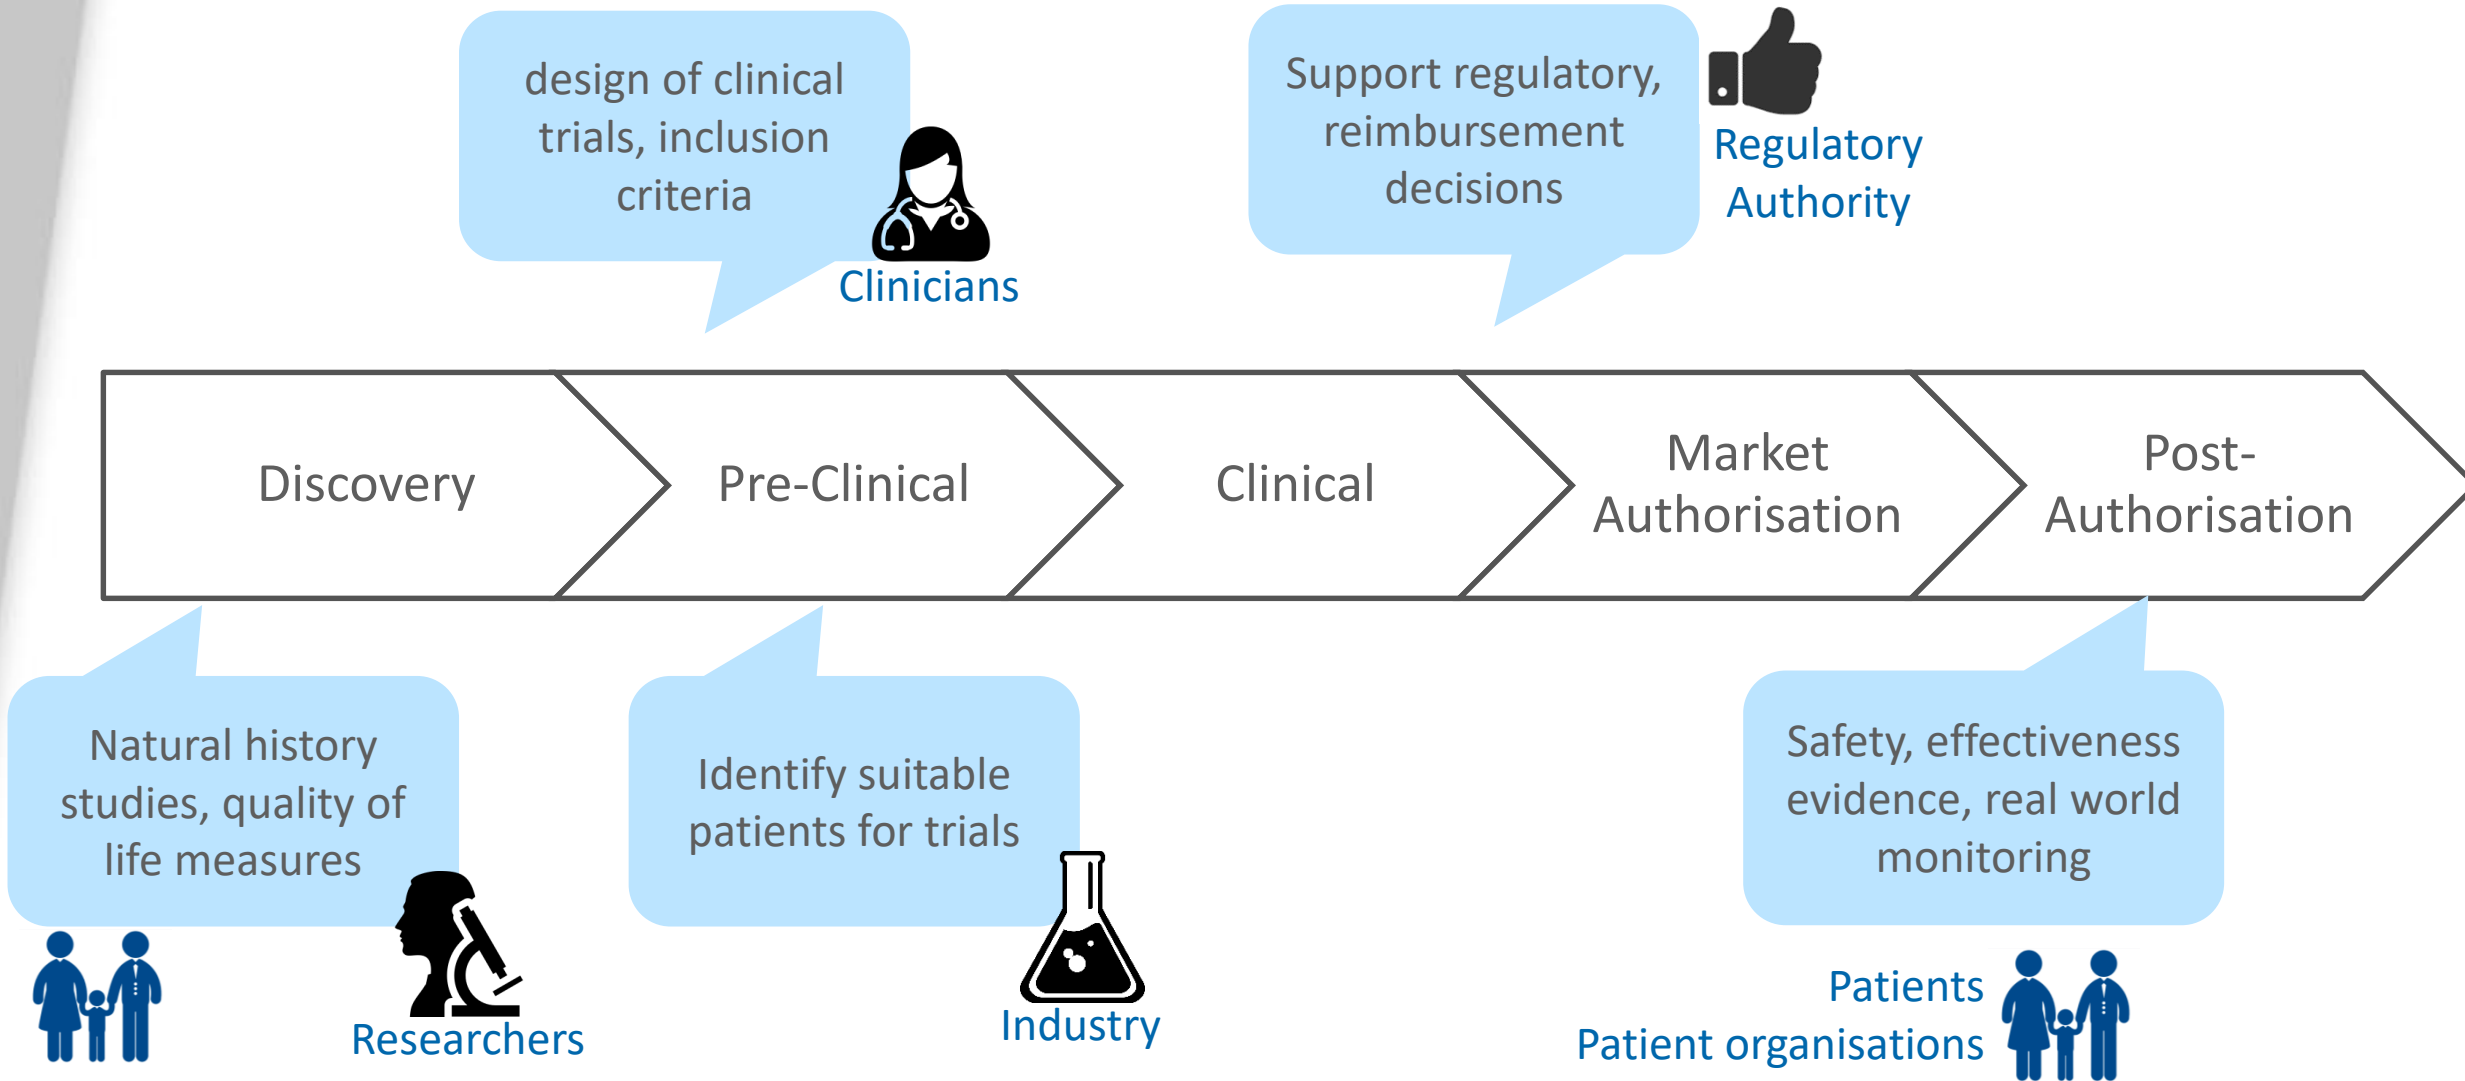 design of clinical
trials, inclusion
criteria
Clinicians
Support regulatory,
reimbursement
decisions
Regulatory
Authority
Discovery
Pre-Clinical
Clinical
Market
Authorisation
Post-
Authorisation
Natural history
studies, quality of
life measures
Researchers
Identify suitable
patients for trials
Industry
Safety, effectiveness
evidence, real world
monitoring
Patients
Patient organisations